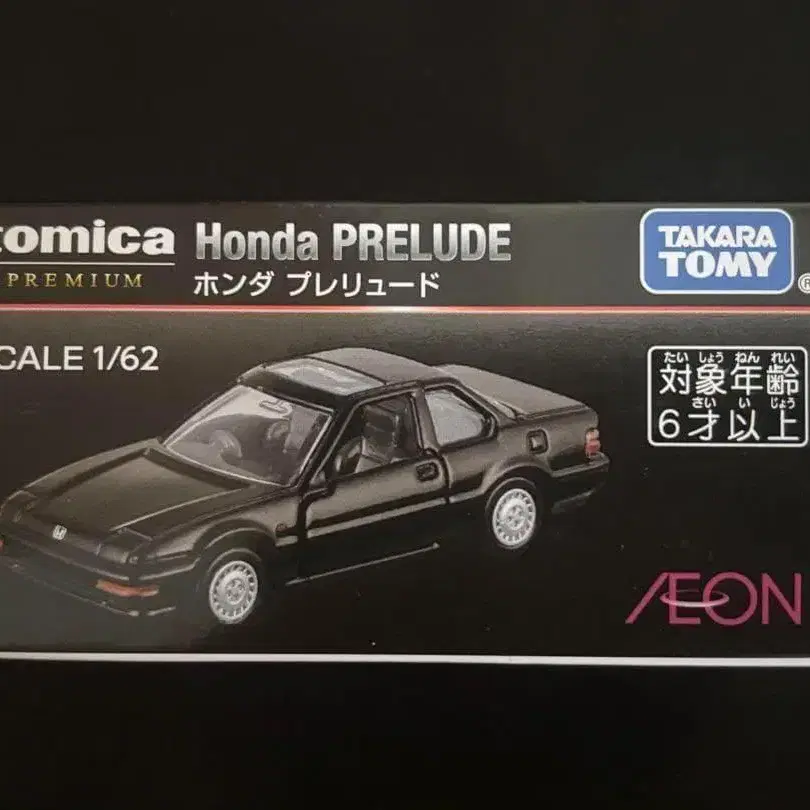 tomica
PREMIUM
Honda PRELUDE
ホンダ プレリュード
TAKARA
TOMY
®
CALE 1/62
たい しょう ねん れい
対象年齢
さい い じょう
6才以上
ÆON